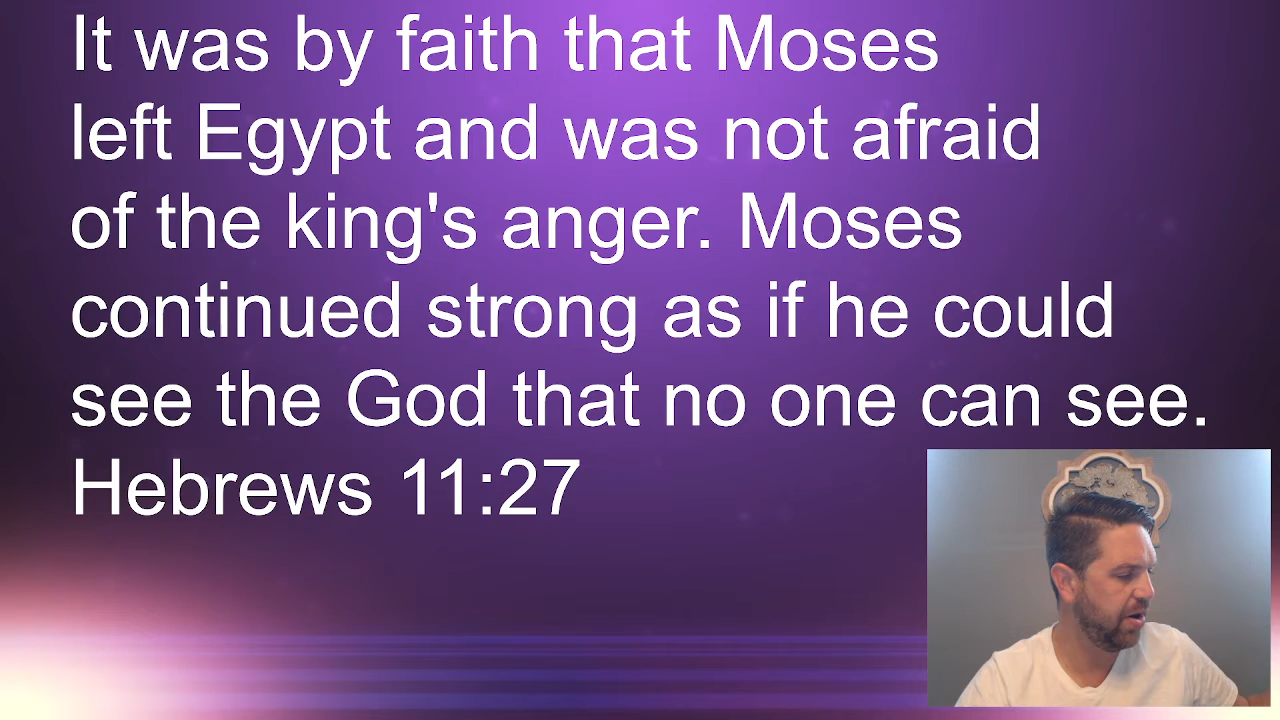 It was by faith that Moses
left Egypt and was not afraid
of the king's anger. Moses
continued strong as if he could
see the God that no one can see.
Hebrews 11:27